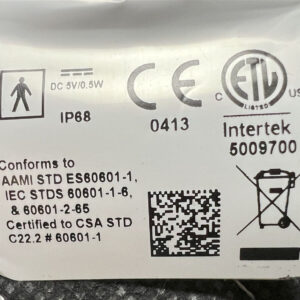 DC 5V/0.5W
IP68
CE
0413
ETL
LISTED
C
US
Intertek
5009700
Conforms to
AAMI STD ES60601-1,
IEC STDS 60601-1-6,
& 60601-2-65
Certified to CSA STD
C22.2 # 60601-1